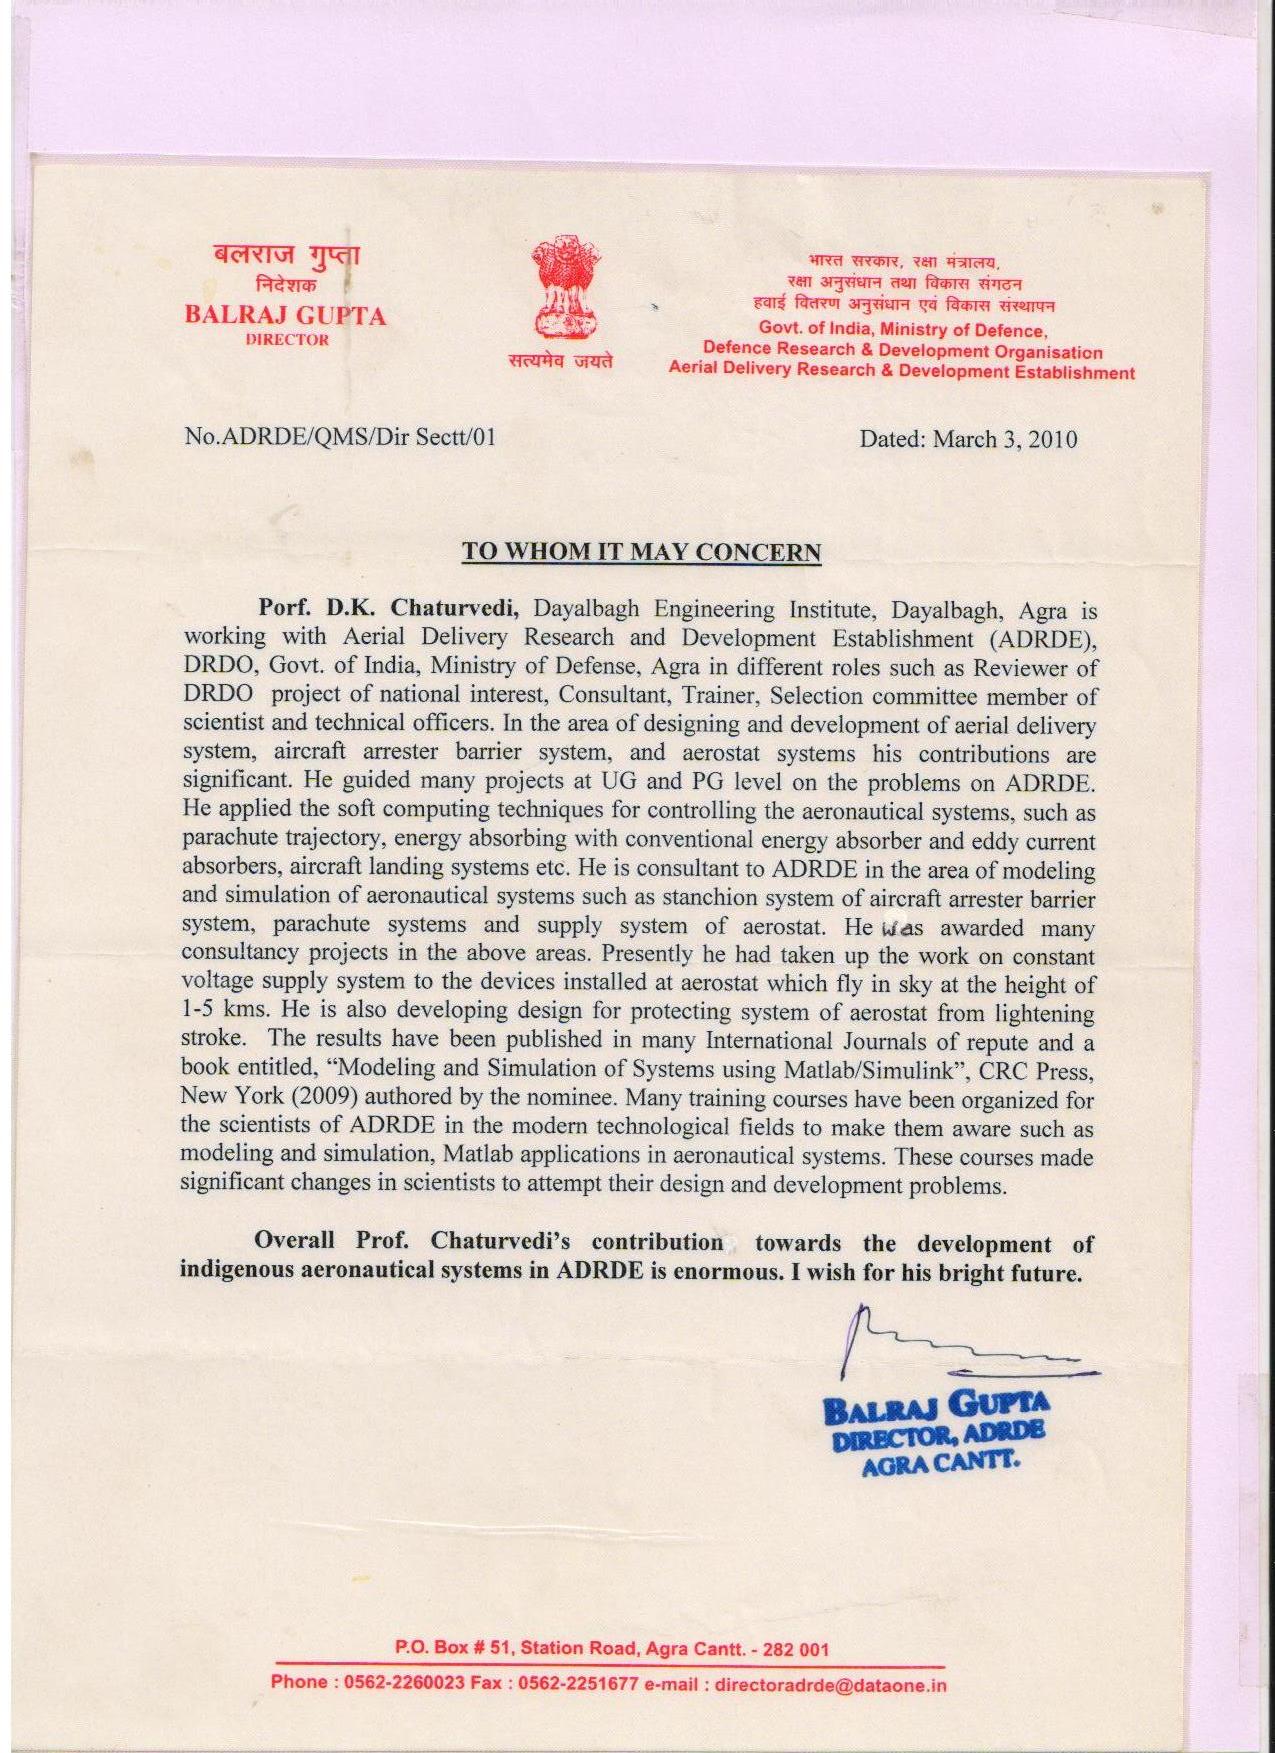 बलराज गुप्ता
निदेशक
BALRAJ GUPTA
DIRECTOR
सत्यमेव जयते
भारत सरकार, रक्षा मंत्रालय,
रक्षा अनुसंधान तथा विकास संगठन
हवाई वितरण अनुसंधान एवं विकास संस्थापन
Govt. of India, Ministry of Defence,
Defence Research & Development Organisation
Aerial Delivery Research & Development Establishment
No.ADRDE/QMS/Dir Sectt/01
Dated: March 3, 2010
TO WHOM IT MAY CONCERN
Porf. D.K. Chaturvedi, Dayalbagh Engineering Institute, Dayalbagh, Agra is
working with Aerial Delivery Research and Development Establishment (ADRDE),
DRDO, Govt. of India, Ministry of Defense, Agra in different roles such as Reviewer of
DRDO project of national interest, Consultant, Trainer, Selection committee member of
scientist and technical officers. In the area of designing and development of aerial delivery
system, aircraft arrester barrier system, and aerostat systems his contributions are
significant. He guided many projects at UG and PG level on the problems on ADRDE.
He applied the soft computing techniques for controlling the aeronautical systems, such as
parachute trajectory, energy absorbing with conventional energy absorber and eddy current
absorbers, aircraft landing systems etc. He is consultant to ADRDE in the area of modeling
and simulation of aeronautical systems such as stanchion system of aircraft arrester barrier
system, parachute systems and supply system of aerostat. He was awarded many
consultancy projects in the above areas. Presently he had taken up the work on constant
voltage supply system to the devices installed at aerostat which fly in sky at the height of
1-5 kms. He is also developing design for protecting system of aerostat from lightening
stroke. The results have been published in many International Journals of repute and a
book entitled, “Modeling and Simulation of Systems using Matlab/Simulink”, CRC Press,
New York (2009) authored by the nominee. Many training courses have been organized for
the scientists of ADRDE in the modern technological fields to make them aware such as
modeling and simulation, Matlab applications in aeronautical systems. These courses made
significant changes in scientists to attempt their design and development problems.
Overall Prof. Chaturvedi’s contribution towards the development of
indigenous aeronautical systems in ADRDE is enormous. I wish for his bright future.
BALRAJ GUPTA
DIRECTOR, ADRDE
AGRA CANTT.
P.O. Box # 51, Station Road, Agra Cantt. - 282 001
Phone : 0562-2260023 Fax : 0562-2251677 e-mail : directoradrde@dataone.in